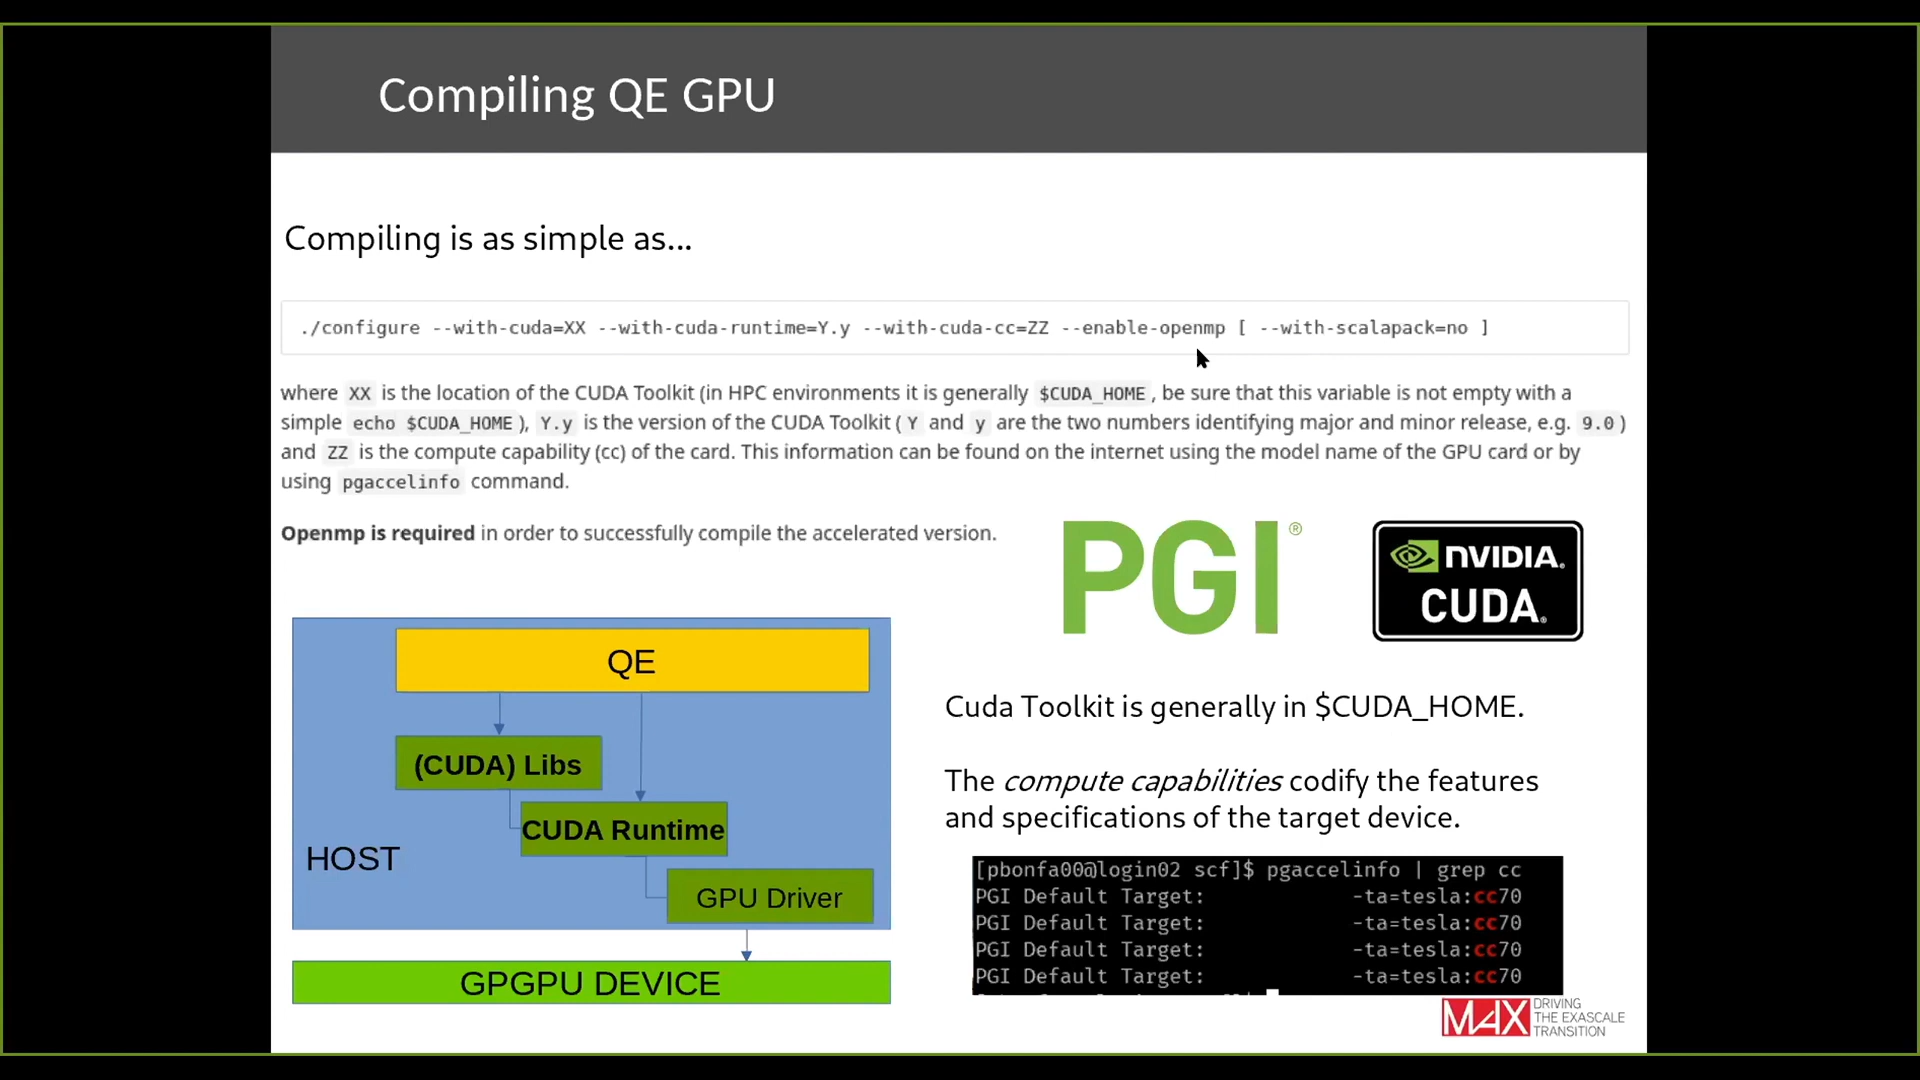 Compiling QE GPU
Compiling is as simple as...
./configure --with-cuda=XX --with-cuda-runtime=Y.y --with-cuda-cc=ZZ --enable-openmp [ --with-scalapack=no ]
where XX is the location of the CUDA Toolkit (in HPC environments it is generally $CUDA_HOME , be sure that this variable is not empty with a
simple echo $CUDA_HOME ), Y.y is the version of the CUDA Toolkit ( Y and y are the two numbers identifying major and minor release, e.g. 9.0 )
and ZZ is the compute capability (cc) of the card. This information can be found on the internet using the model name of the GPU card or by
using pgaccelinfo command.
Openmp is required in order to successfully compile the accelerated version.
PGI®
NVIDIA.
CUDA.
QE
(CUDA) Libs
CUDA Runtime
HOST
GPU Driver
GPGPU DEVICE
Cuda Toolkit is generally in $CUDA_HOME.
The compute capabilities codify the features
and specifications of the target device.
[pbonfa00@login02 scf]$ pgaccelinfo | grep cc
PGI Default Target: -ta=tesla:cc70
PGI Default Target: -ta=tesla:cc70
PGI Default Target: -ta=tesla:cc70
PGI Default Target: -ta=tesla:cc70
MAX
DRIVING
THE EXASCALE
TRANSITION